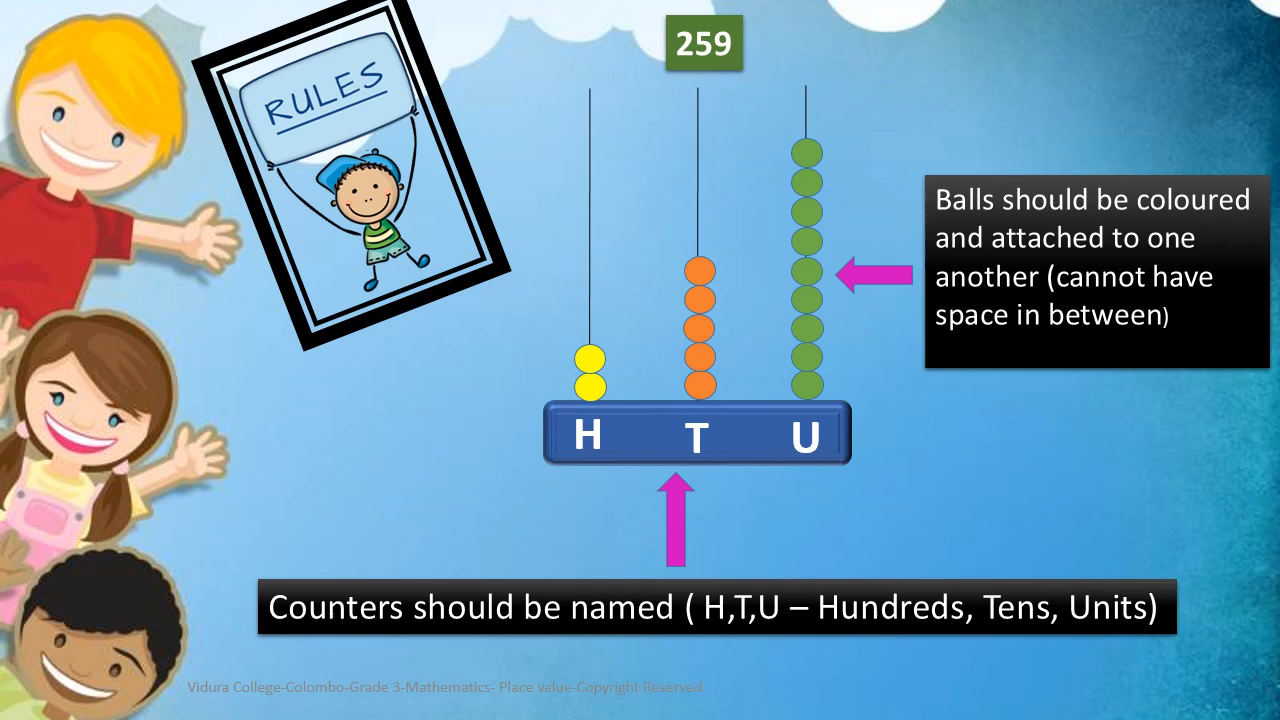 259
RULES
Balls should be coloured
and attached to one
another (cannot have
space in between)
H T U
Counters should be named ( H,T,U – Hundreds, Tens, Units)
Vidura College-Colombo-Grade 3-Mathematics- Place value-Copyright Reserved